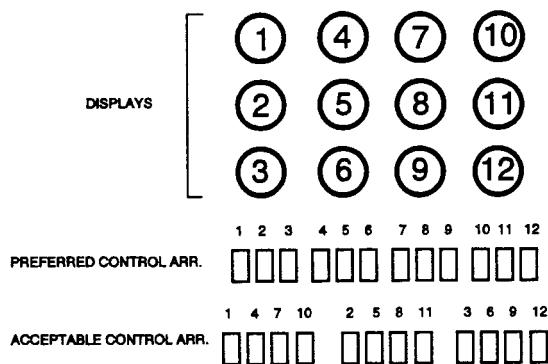 1 4 7 10
DISPLAYS
2 5 8 11
3 6 9 12
1 2 3 4 5 6 7 8 9 10 11 12
PREFERRED CONTROL ARR.
1 4 7 10 2 5 8 11 3 6 9 12
ACCEPTABLE CONTROL ARR.